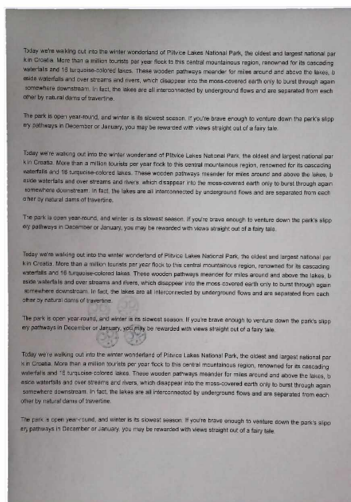 Today we're walking out into the winter wonderland of Plitvice Lakes National Park, the oldest and largest national par
k in Croatia. More than a million tourists per year flock to this central mountainous region, renowned for its cascading
waterfalls and 16 turquoise-colored lakes. These wooden pathways meander for miles around and above the lakes, b
eside waterfalls and over streams and rivers, which disappear into the moss-covered earth only to burst through again
somewhere downstream. In fact, the lakes are all interconnected by underground flows and are separated from each
other by natural dams of travertine.
The park is open year-round, and winter is its slowest season. If you're brave enough to venture down the park's slipp
ery pathways in December or January, you may be rewarded with views straight out of a fairy tale.
Today we're walking out into the winter wonderland of Plitvice Lakes National Park, the oldest and largest national par
k in Croatia. More than a million tourists per year flock to this central mountainous region, renowned for its cascading
waterfalls and 16 turquoise-colored lakes. These wooden pathways meander for miles around and above the lakes, b
eside waterfalls and over streams and rivers, which disappear into the moss-covered earth only to burst through again
somewhere downstream. In fact, the lakes are all interconnected by underground flows and are separated from each
other by natural dams of travertine.
The park is open year-round, and winter is its slowest season. If you're brave enough to venture down the park's slipp
ery pathways in December or January, you may be rewarded with views straight out of a fairy tale.
Today we're walking out into the winter wonderland of Plitvice Lakes National Park, the oldest and largest national par
k in Croatia. More than a million tourists per year flock to this central mountainous region, renowned for its cascading
waterfalls and 16 turquoise-colored lakes. These wooden pathways meander for miles around and above the lakes, b
eside waterfalls and over streams and rivers, which disappear into the moss-covered earth only to burst through again
somewhere downstream. In fact, the lakes are all interconnected by underground flows and are separated from each
other by natural dams of travertine.
The park is open year-round, and winter is its slowest season. If you're brave enough to venture down the park's slipp
ery pathways in December or January, you may be rewarded with views straight out of a fairy tale.
Today we're walking out into the winter wonderland of Plitvice Lakes National Park, the oldest and largest national par
k in Croatia. More than a million tourists per year flock to this central mountainous region, renowned for its cascading
waterfalls and 16 turquoise-colored lakes. These wooden pathways meander for miles around and above the lakes, b
eside waterfalls and over streams and rivers, which disappear into the moss-covered earth only to burst through again
somewhere downstream. In fact, the lakes are all interconnected by underground flows and are separated from each
other by natural dams of travertine.
The park is open year-round, and winter is its slowest season. If you're brave enough to venture down the park's slipp
ery pathways in December or January, you may be rewarded with views straight out of a fairy tale.